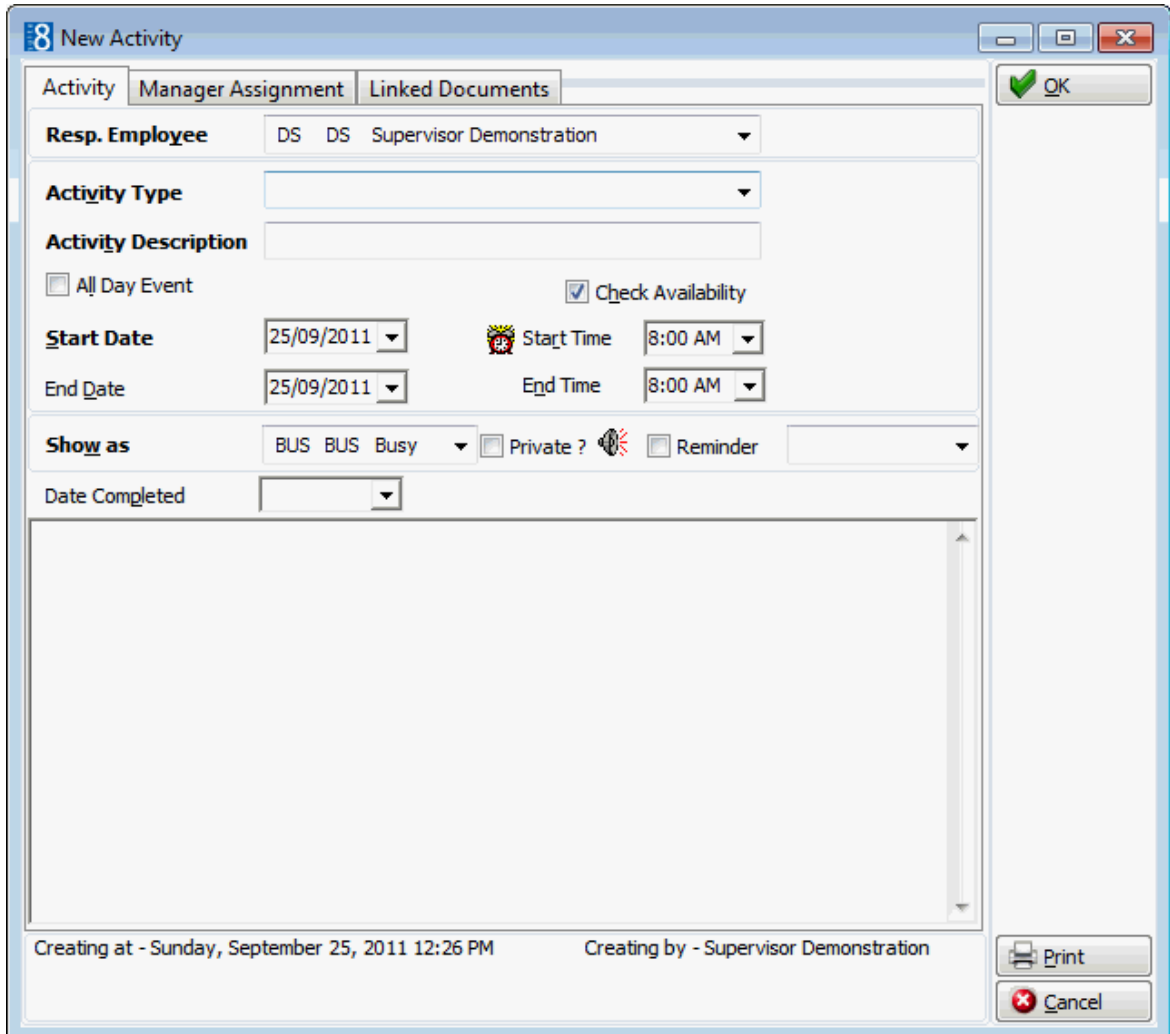 8 New Activity
Activity Manager Assignment Linked Documents
OK
Resp. Employee DS DS Supervisor Demonstration
Activity Type
Activity Description
All Day Event Check Availability
Start Date 25/09/2011 Start Time 8:00 AM
End Date 25/09/2011 End Time 8:00 AM
Show as BUS BUS Busy Private ? Reminder
Date Completed
Creating at - Sunday, September 25, 2011 12:26 PM Creating by - Supervisor Demonstration
Print
Cancel